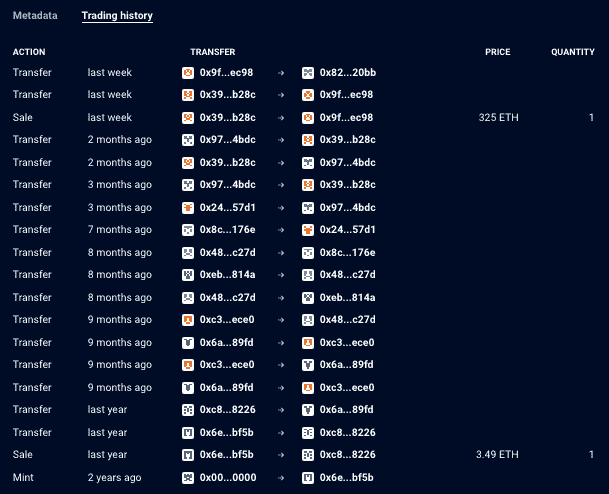 Metadata Trading history
ACTION TRANSFER PRICE QUANTITY
Transfer last week 0x9f...ec98 → 0x82...20bb
Transfer last week 0x39...b28c → 0x9f...ec98
Sale last week 0x39...b28c → 0x9f...ec98 325 ETH 1
Transfer 2 months ago 0x97...4bdc → 0x39...b28c
Transfer 2 months ago 0x39...b28c → 0x97...4bdc
Transfer 3 months ago 0x97...4bdc → 0x39...b28c
Transfer 3 months ago 0x24...57d1 → 0x97...4bdc
Transfer 7 months ago 0x8c...176e → 0x24...57d1
Transfer 8 months ago 0x48...c27d → 0x8c...176e
Transfer 8 months ago 0xeb...814a → 0x48...c27d
Transfer 8 months ago 0x48...c27d → 0xeb...814a
Transfer 9 months ago 0xc3...ece0 → 0x48...c27d
Transfer 9 months ago 0x6a...89fd → 0xc3...ece0
Transfer 9 months ago 0xc3...ece0 → 0x6a...89fd
Transfer 9 months ago 0x6a...89fd → 0xc3...ece0
Transfer last year 0xc8...8226 → 0x6a...89fd
Transfer last year 0x6e...bf5b → 0xc8...8226
Sale last year 0x6e...bf5b → 0xc8...8226 3.49 ETH 1
Mint 2 years ago 0x00...0000 → 0x6e...bf5b